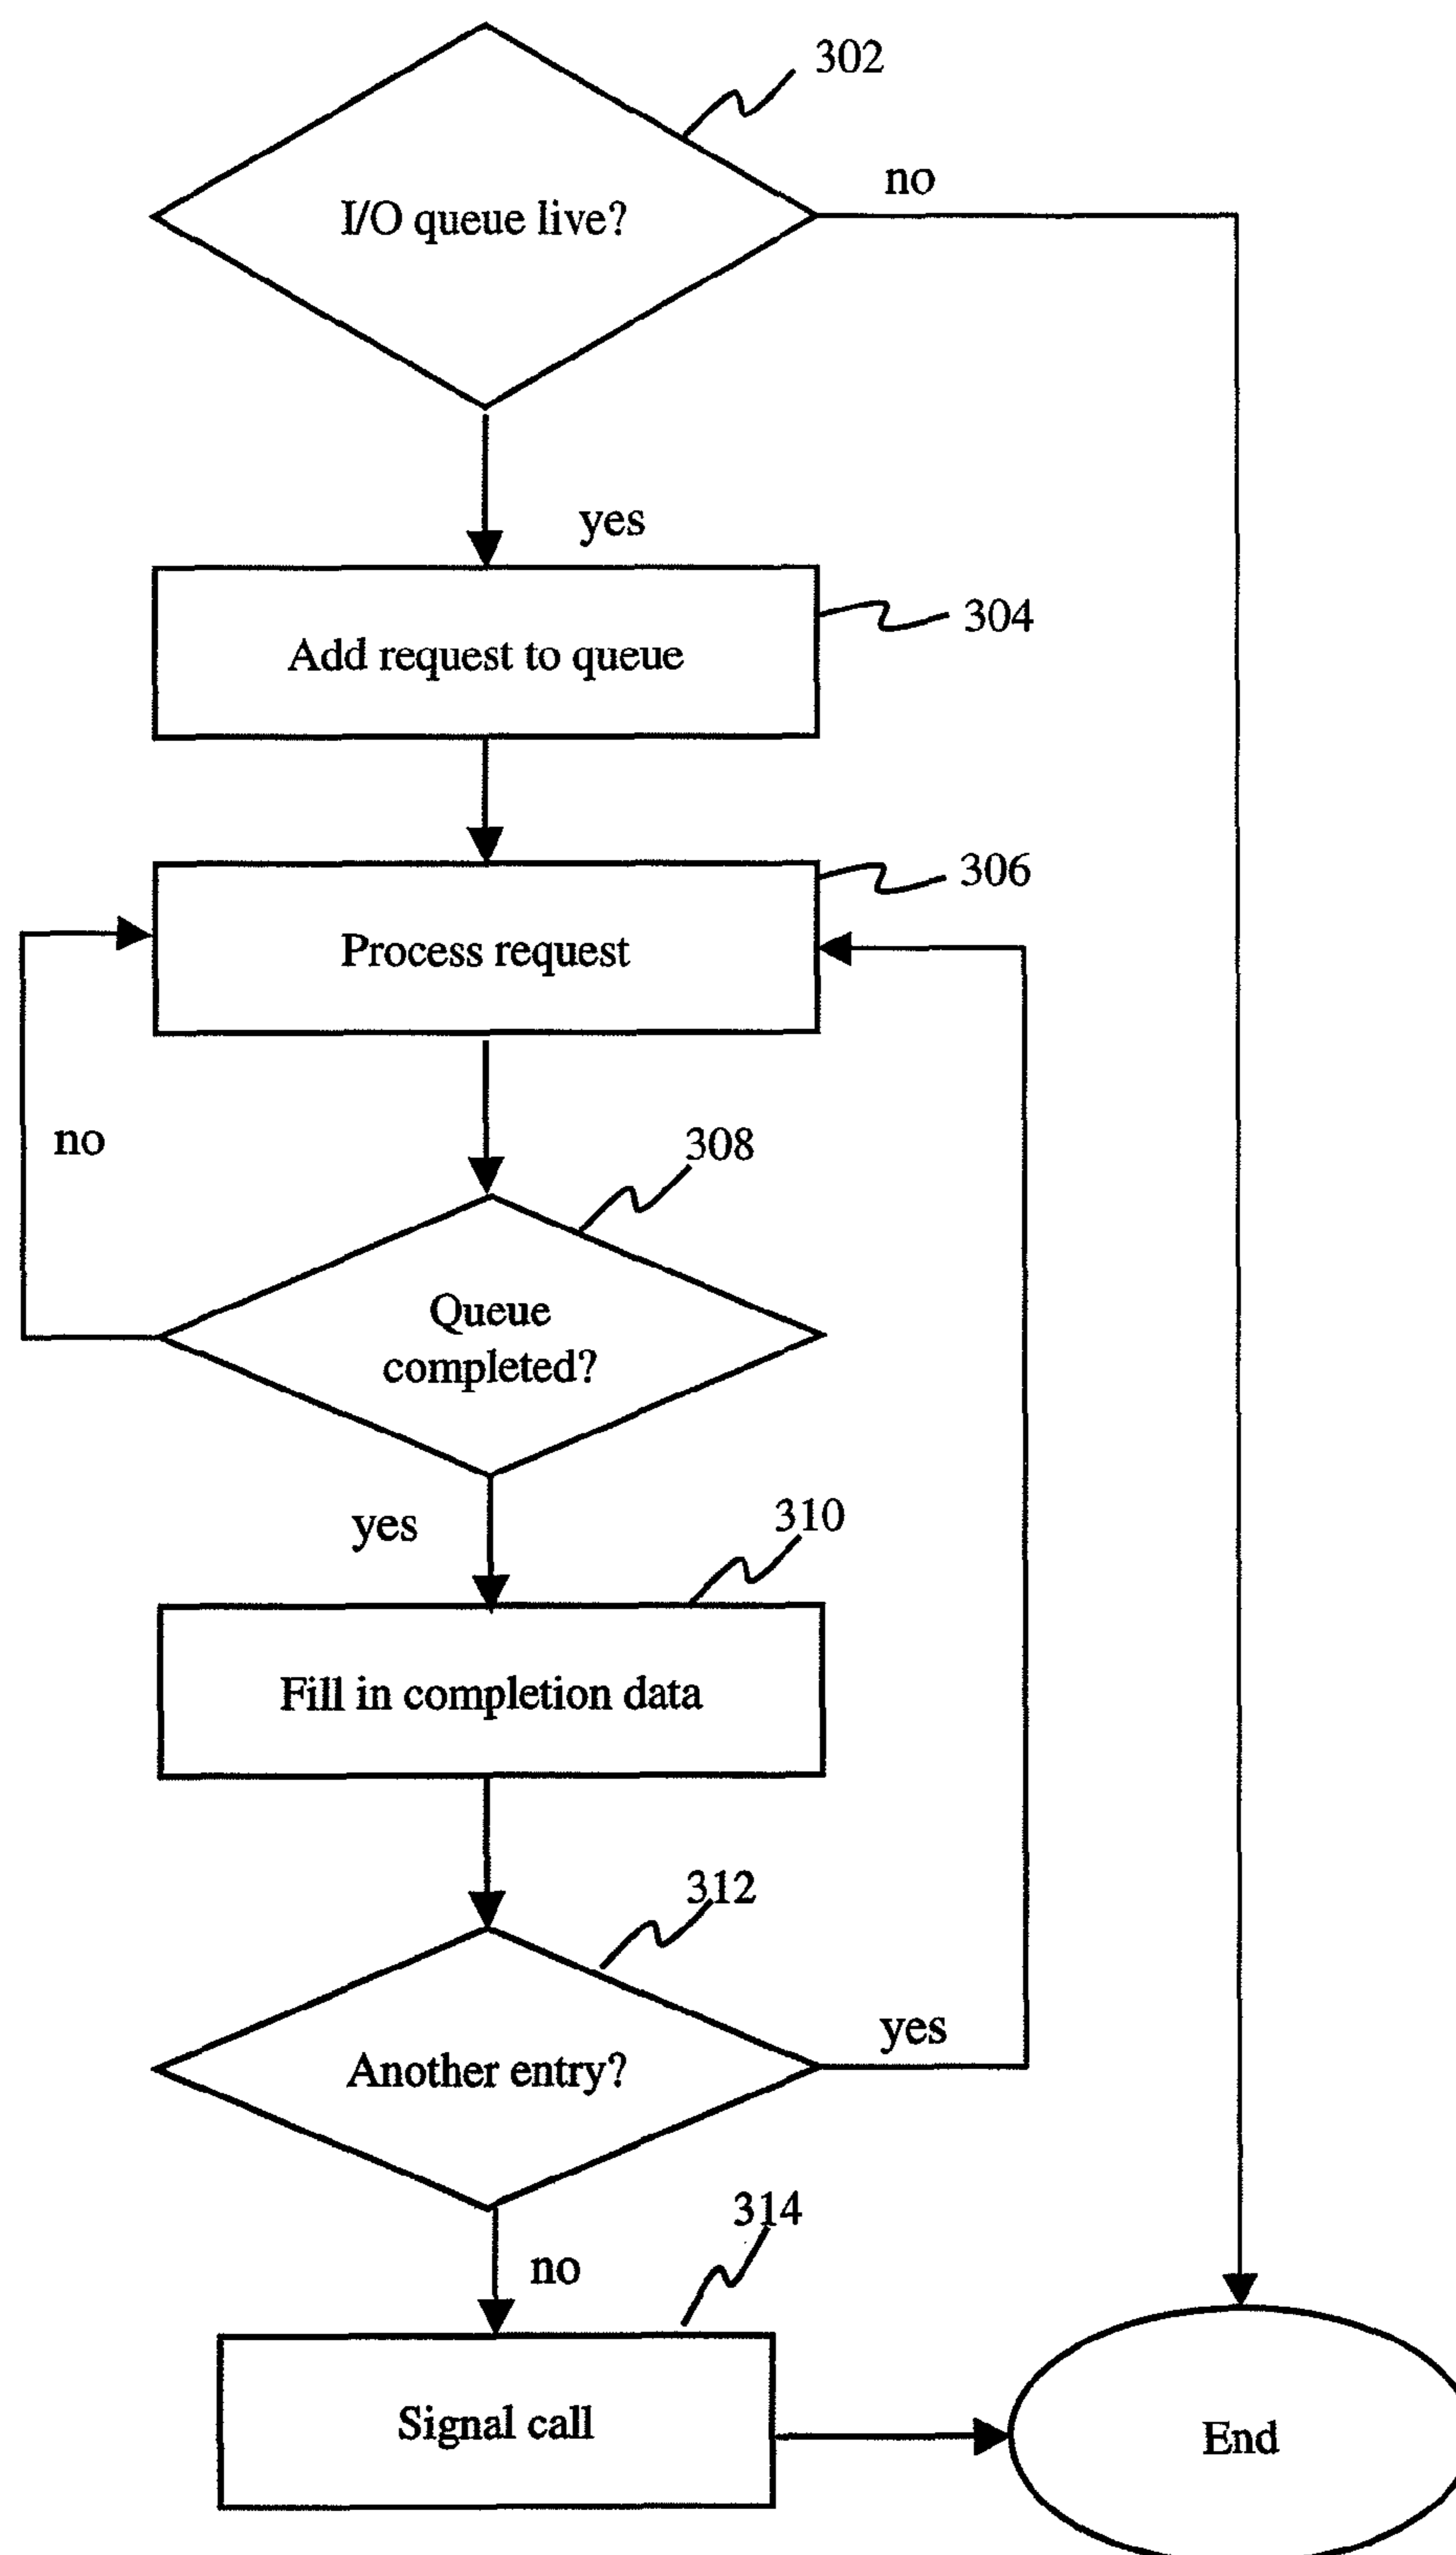 302
no
I/O queue live?
yes
304
Add request to queue
306
Process request
no
308
Queue
completed?
yes
310
Fill in completion data
312
yes
Another entry?
314
no
Signal call
End